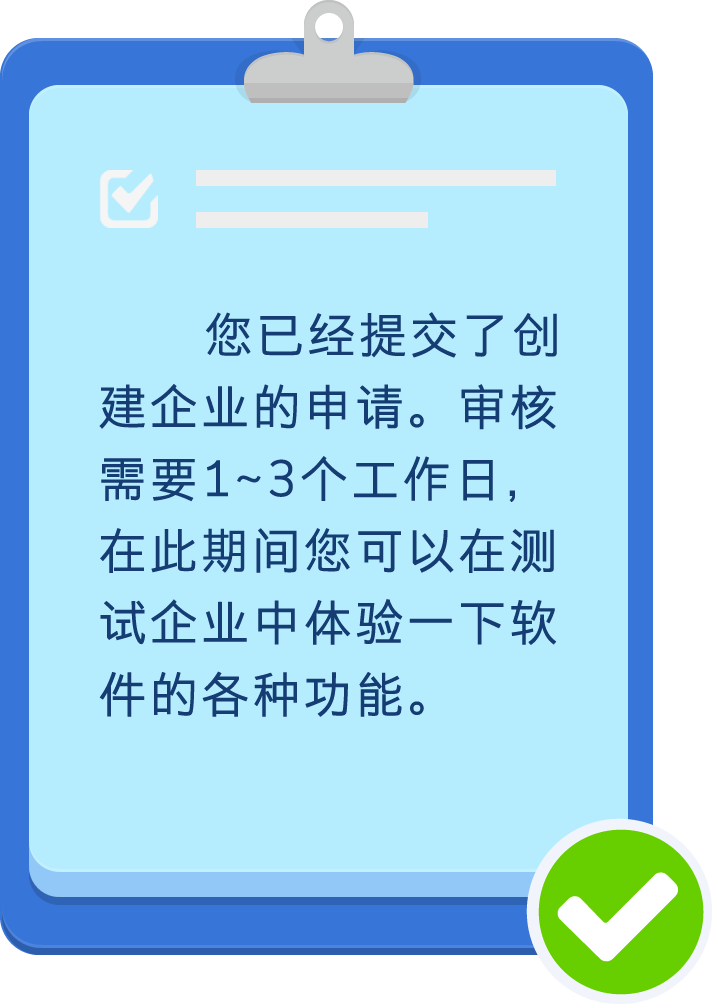 您已经提交了创
建企业的申请。审核
需要1~3个工作日,
在此期间您可以在测
试企业中体验一下软
件的各种功能。